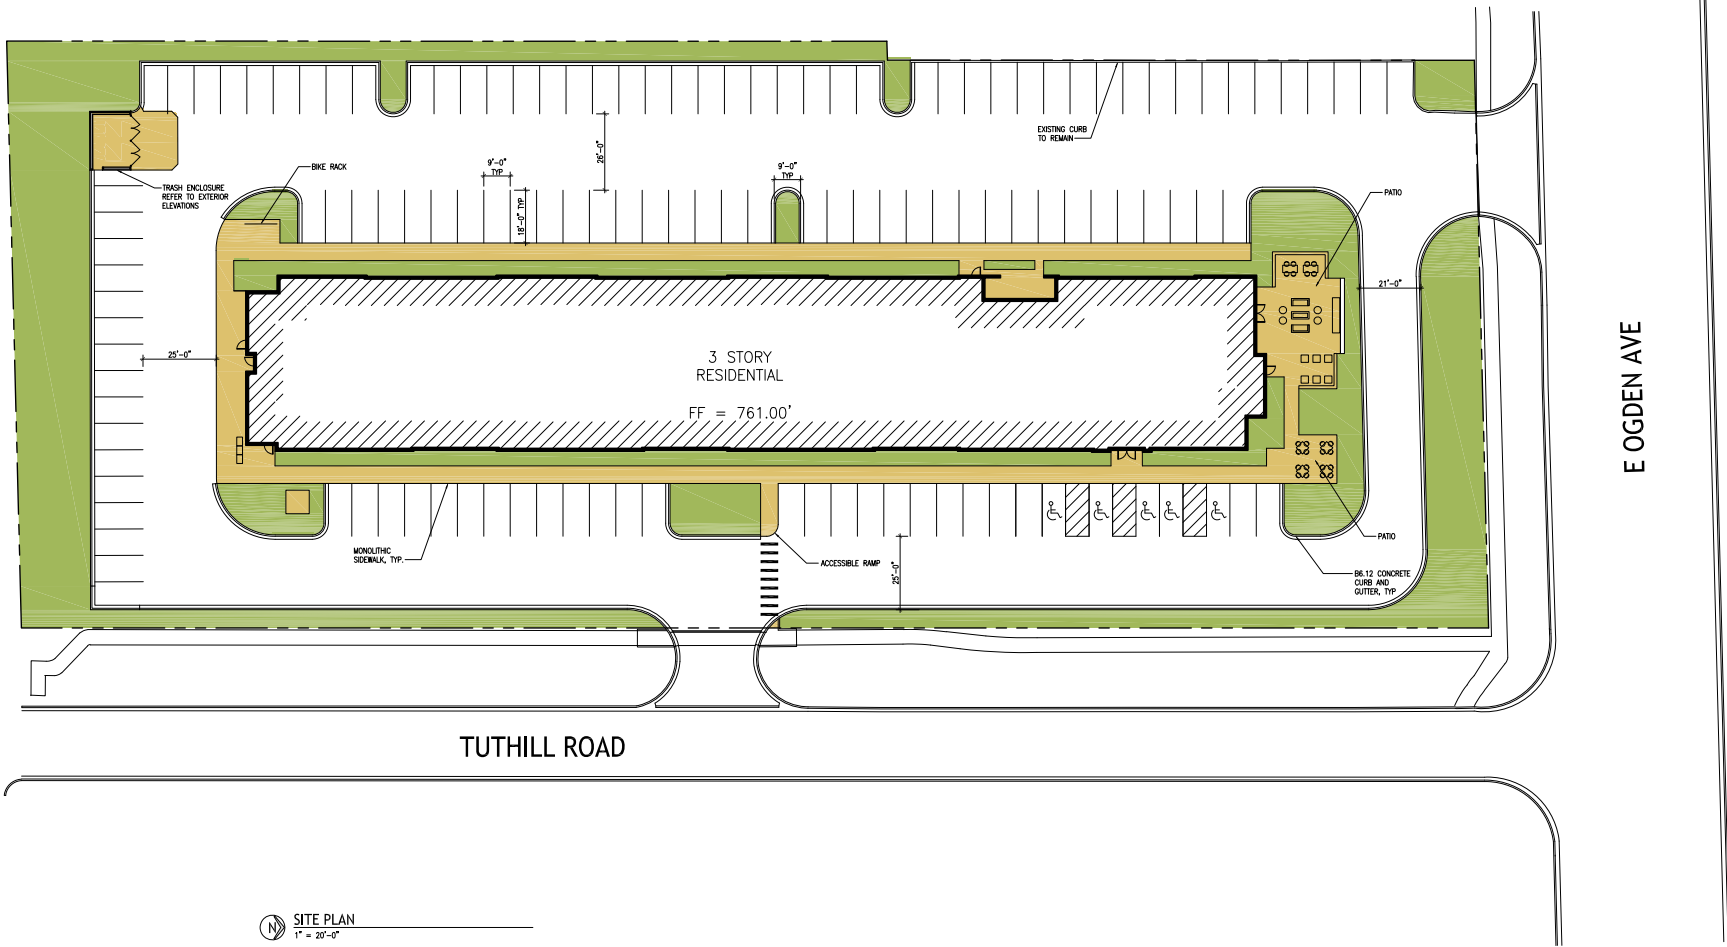 EXISTING CURB
TO REMAIN
BIKE RACK
9'-0"
TYP
26'-0"
9'-0"
TYP
TRASH ENCLOSURE
REFER TO EXTERIOR
ELEVATIONS
18'-0" TYP
PATIO
21'-0"
25'-0"
3 STORY
RESIDENTIAL
FF = 761.00'
E OGDEN AVE
MONOLITHIC
SIDEWALK, TYP.
ACCESSIBLE RAMP
25'-0"
PATIO
B6.12 CONCRETE
CURB AND
GUTTER, TYP
TUTHILL ROAD
N
SITE PLAN
1" = 20'-0"